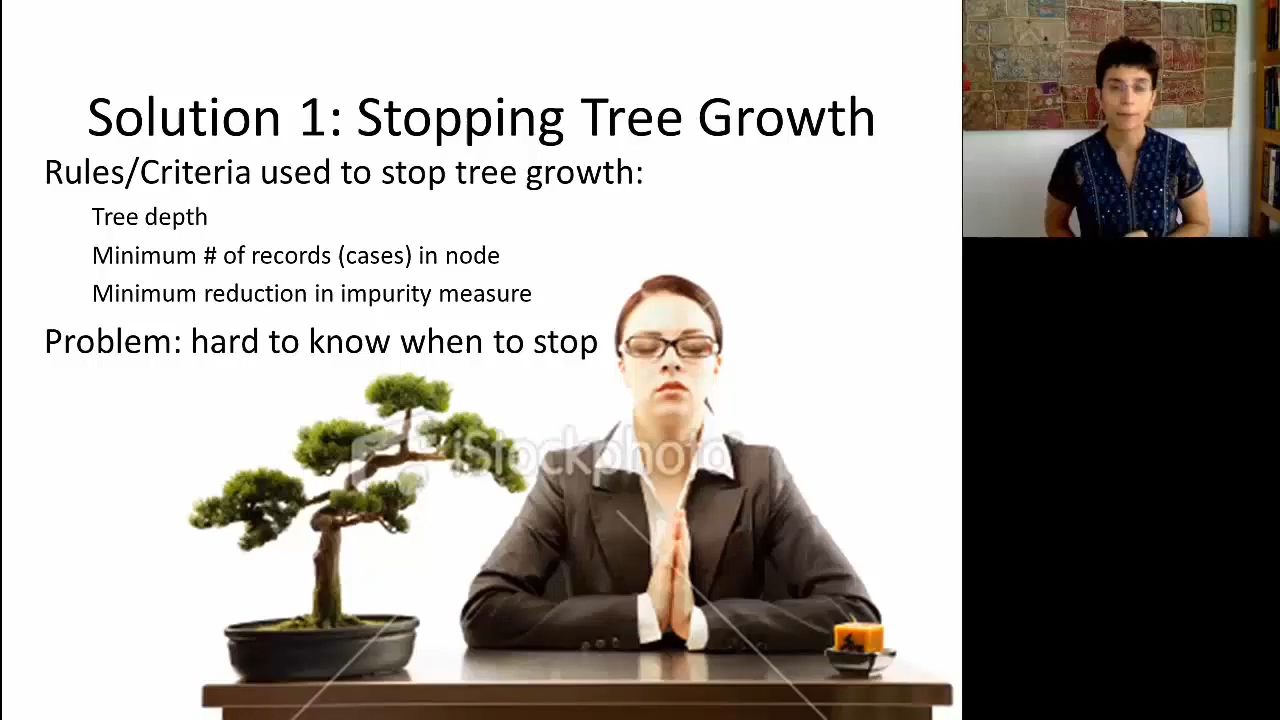 Solution 1: Stopping Tree Growth
Rules/Criteria used to stop tree growth:
Tree depth
Minimum # of records (cases) in node
Minimum reduction in impurity measure
Problem: hard to know when to stop
iStockphoto